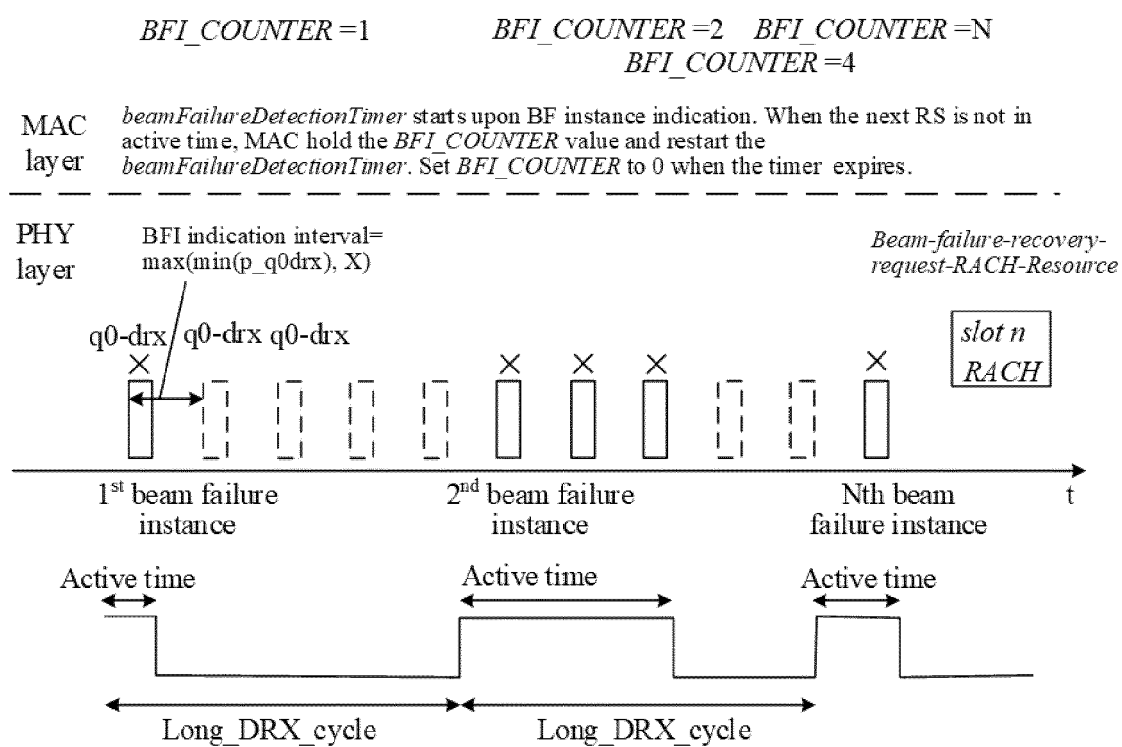 BFI_COUNTER =1
BFI_COUNTER =2 BFI_COUNTER =N
BFI_COUNTER =4
MAC layer
beamFailureDetectionTimer starts upon BF instance indication. When the next RS is not in
active time, MAC hold the BFI_COUNTER value and restart the
beamFailureDetectionTimer. Set BFI_COUNTER to 0 when the timer expires.
PHY layer
BFI indication interval=
max(min(p_q0drx), X)
Beam-failure-recovery-
request-RACH-Resource
q0-drx q0-drx q0-drx
slot n
RACH
1st beam failure
instance
2nd beam failure
instance
Nth beam
failure instance
t
Active time
Active time
Active time
Long_DRX_cycle
Long_DRX_cycle